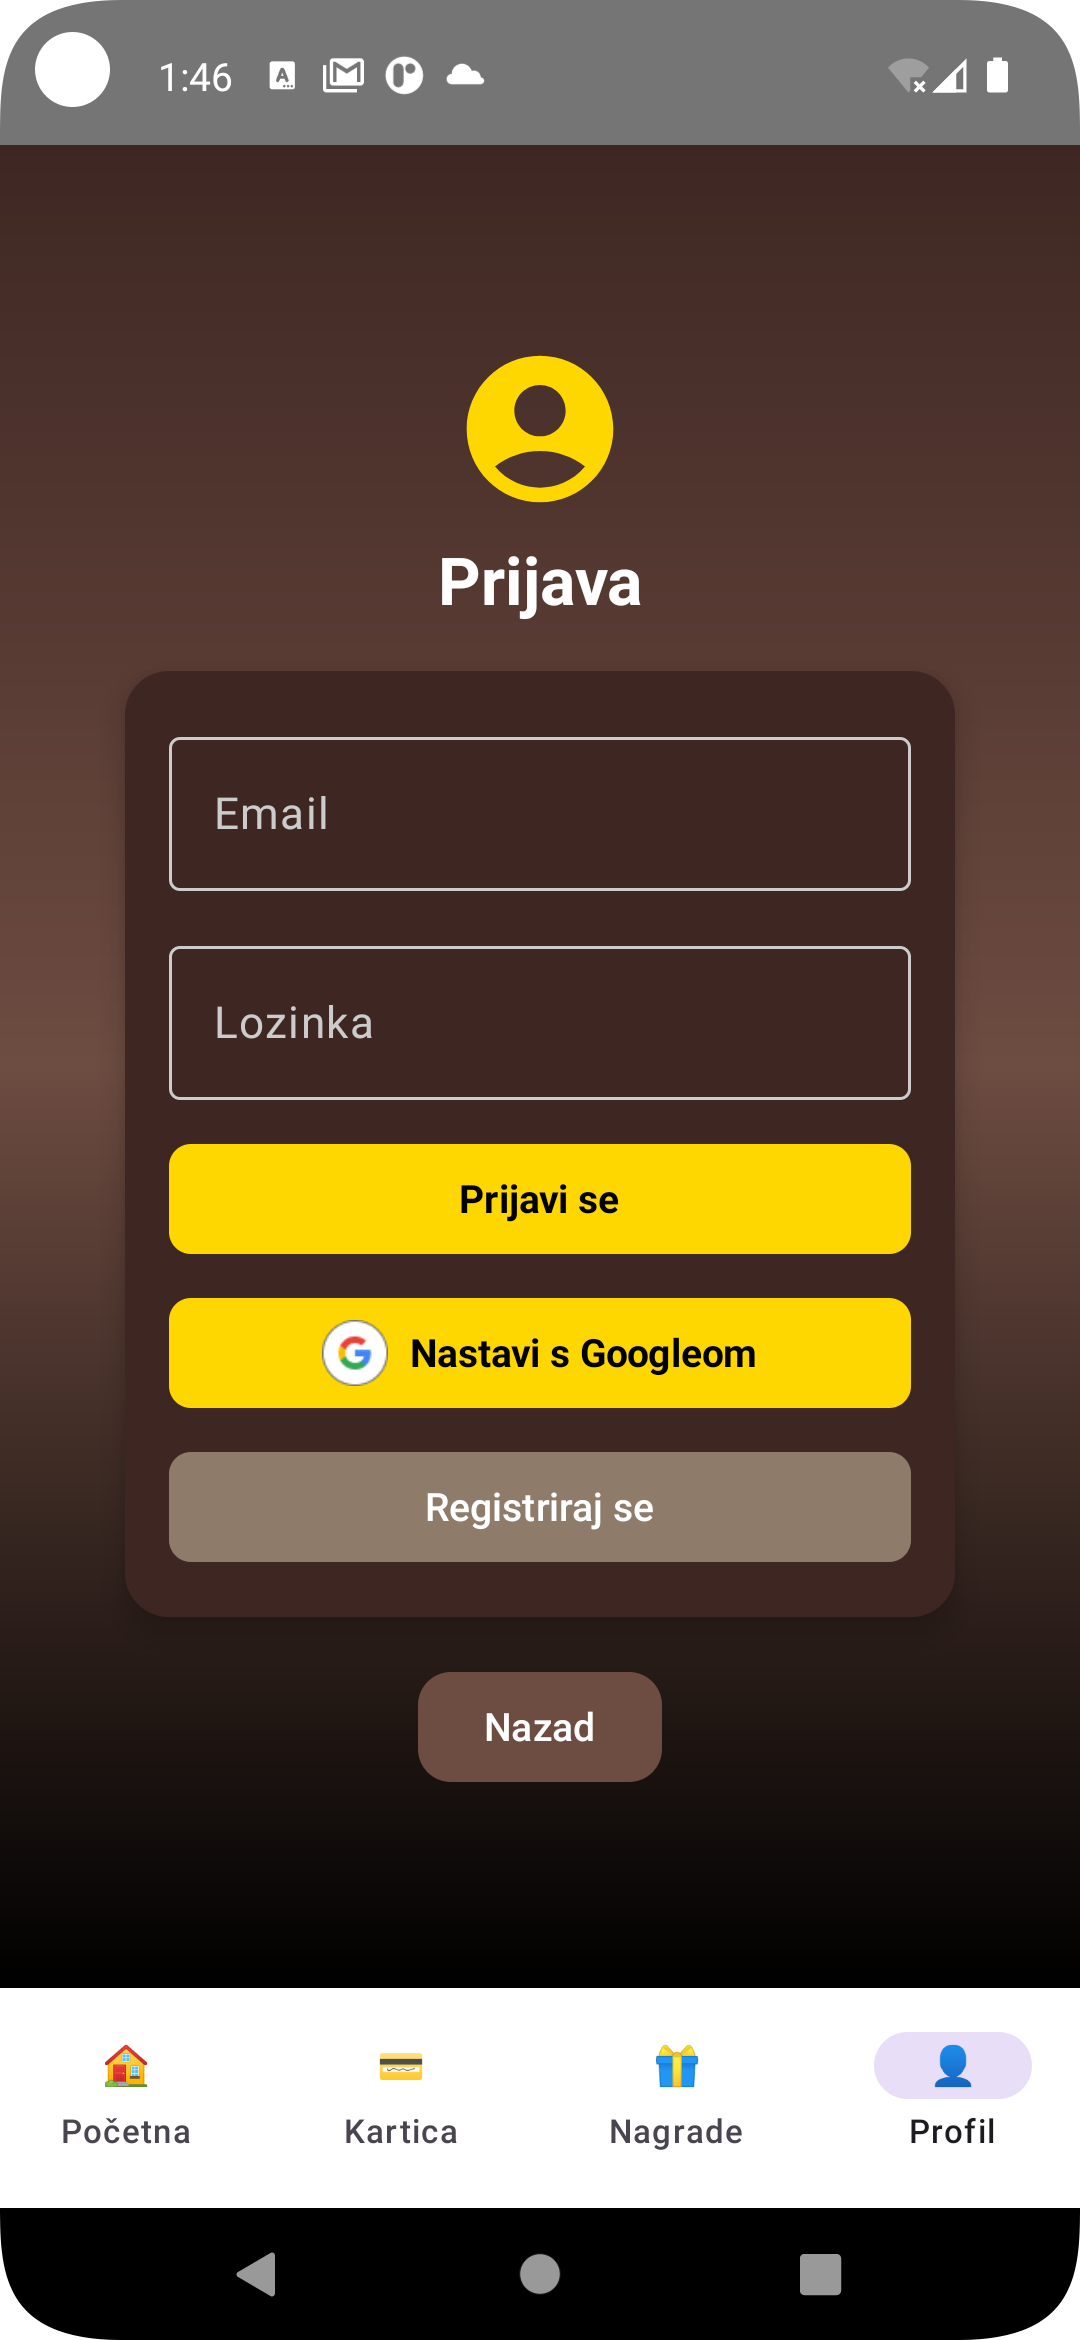 1:46
Prijava
Email
Lozinka
Prijavi se
Nastavi s Googleom
Registriraj se
Nazad
Početna
Kartica
Nagrade
Profil